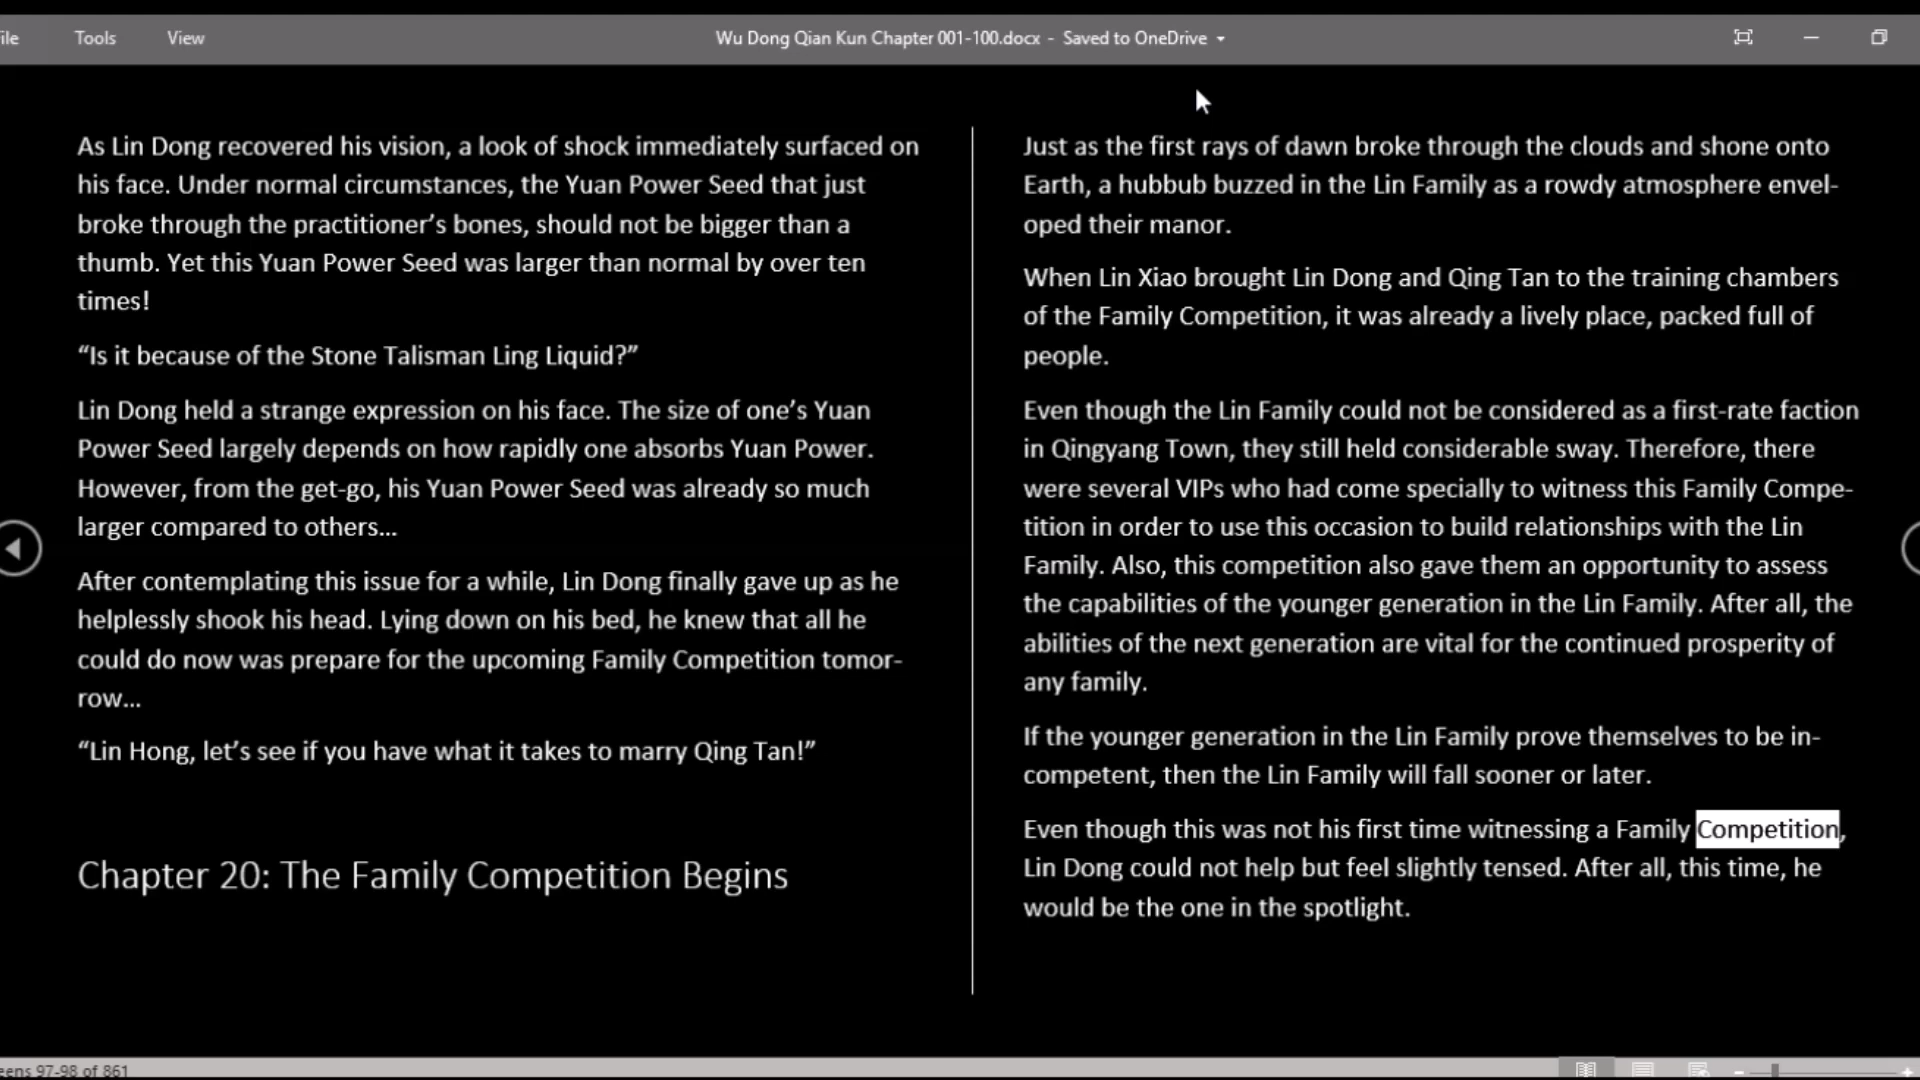 Tools
View
Wu Dong Qian Kun Chapter 001-100.docx - Saved to OneDrive
As Lin Dong recovered his vision, a look of shock immediately surfaced on
his face. Under normal circumstances, the Yuan Power Seed that just
broke through the practitioner’s bones, should not be bigger than a
thumb. Yet this Yuan Power Seed was larger than normal by over ten
times!
“Is it because of the Stone Talisman Ling Liquid?”
Lin Dong held a strange expression on his face. The size of one’s Yuan
Power Seed largely depends on how rapidly one absorbs Yuan Power.
However, from the get-go, his Yuan Power Seed was already so much
larger compared to others...
After contemplating this issue for a while, Lin Dong finally gave up as he
helplessly shook his head. Lying down on his bed, he knew that all he
could do now was prepare for the upcoming Family Competition tomor-
row...
“Lin Hong, let’s see if you have what it takes to marry Qing Tan!”
Chapter 20: The Family Competition Begins
Just as the first rays of dawn broke through the clouds and shone onto
Earth, a hubbub buzzed in the Lin Family as a rowdy atmosphere envel-
oped their manor.
When Lin Xiao brought Lin Dong and Qing Tan to the training chambers
of the Family Competition, it was already a lively place, packed full of
people.
Even though the Lin Family could not be considered as a first-rate faction
in Qingyang Town, they still held considerable sway. Therefore, there
were several VIPs who had come specially to witness this Family Compe-
tition in order to use this occasion to build relationships with the Lin
Family. Also, this competition also gave them an opportunity to assess
the capabilities of the younger generation in the Lin Family. After all, the
abilities of the next generation are vital for the continued prosperity of
any family.
If the younger generation in the Lin Family prove themselves to be in-
competent, then the Lin Family will fall sooner or later.
Even though this was not his first time witnessing a Family Competition,
Lin Dong could not help but feel slightly tensed. After all, this time, he
would be the one in the spotlight.
97-98 of 861